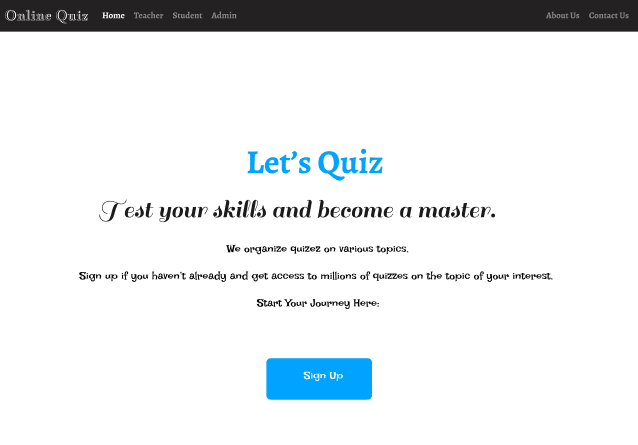 Online Quiz Home Teacher Student Admin About Us Contact Us
Let's Quiz
Test your skills and become a master.
We organize quizez on various topics.
Sign up if you haven't already and get access to millions of quizzes on the topic of your interest.
Start Your Journey Here:
Sign Up